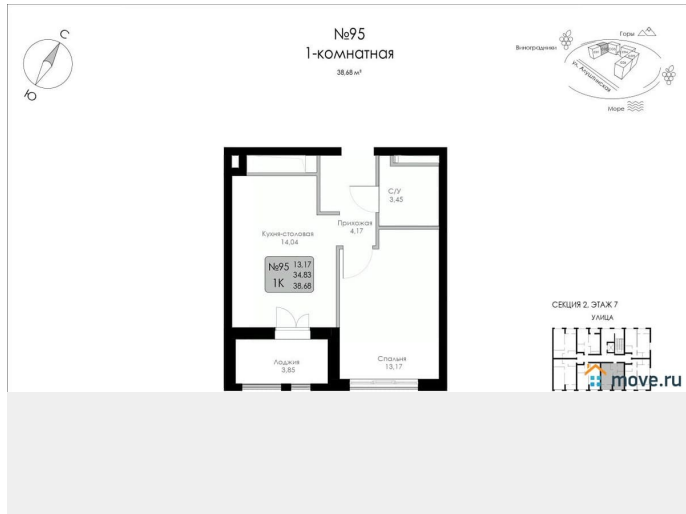 С
Ю
№95
1-комнатная
38,68 м²
Горы
Виноградники
ул. Алуштинская
Море
С/У
3,45
Прихожая
4,17
Кухня-столовая
14,04
№95 13,17
34,83
1К 38,68
Лоджия
3,85
Спальня
13,17
СЕКЦИЯ 2, ЭТАЖ 7
УЛИЦА
move.ru